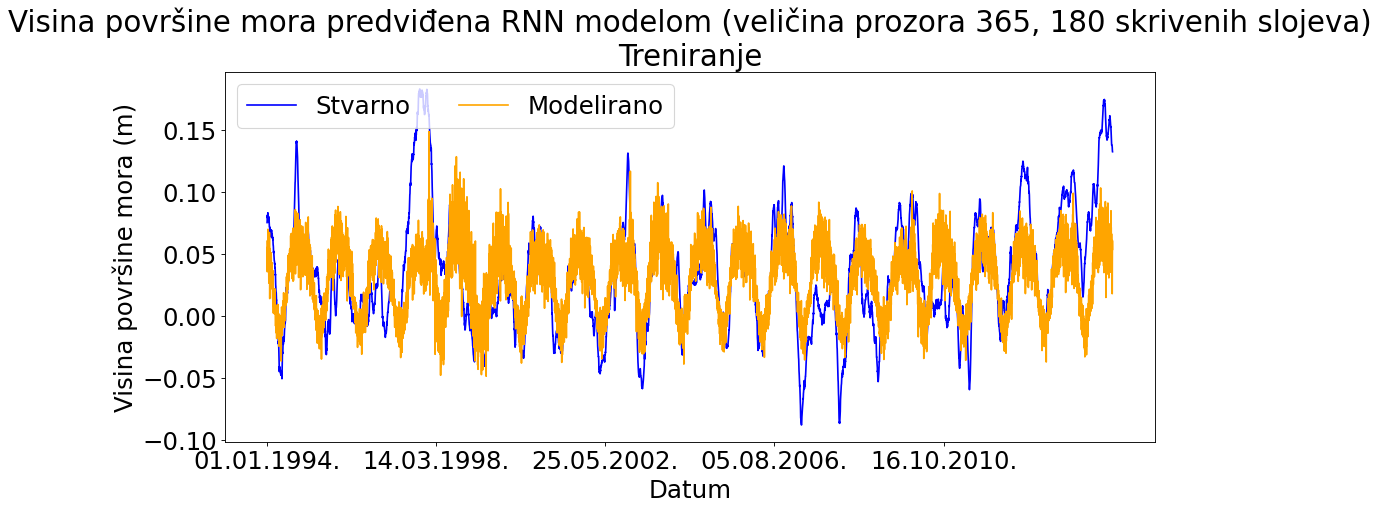 Visina površine mora predviđena RNN modelom (veličina prozora 365, 180 skrivenih slojeva)
Treniranje
Stvarno
Modelirano
Visina površine mora (m)
0.15
0.10
0.05
0.00
−0.05
−0.10
01.01.1994.
14.03.1998.
25.05.2002.
05.08.2006.
16.10.2010.
Datum